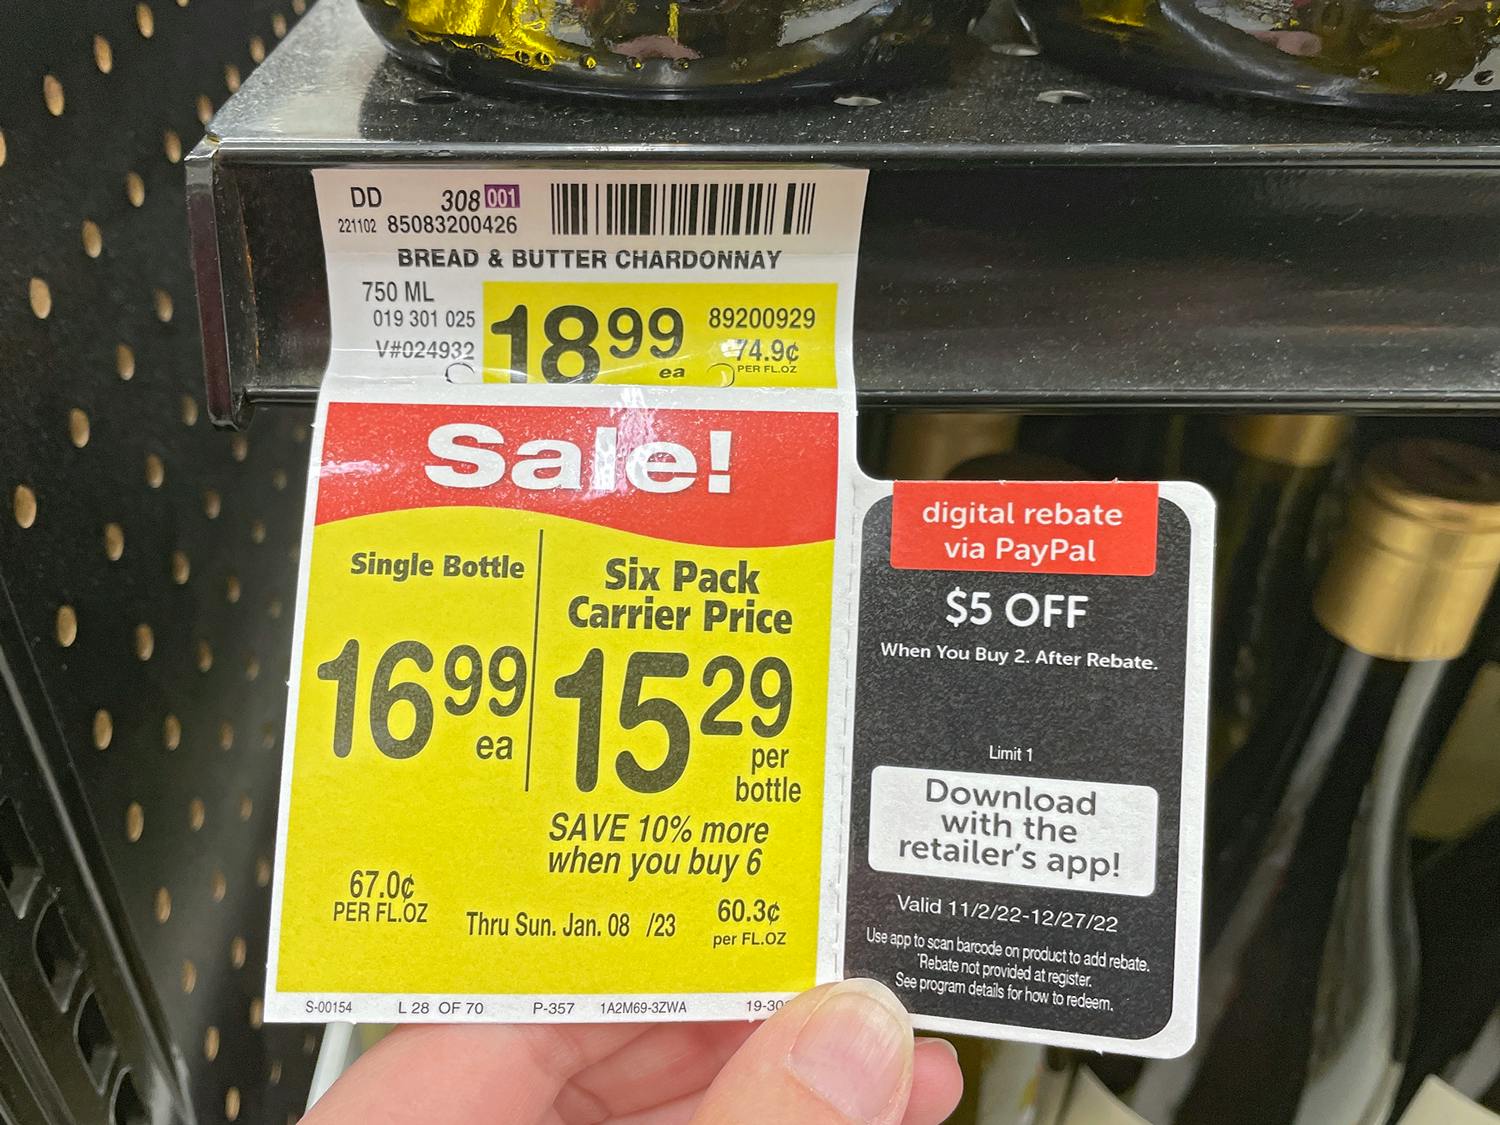 DD 308 001
221102 85083200426
BREAD & BUTTER CHARDONNAY
750 ML
019 301 025
V#024932
18 99 ea
89200929
74.9¢
PER FL.OZ
Sale!
Single Bottle
16 99
ea
67.0¢
PER FL.OZ
Six Pack
Carrier Price
15 29
per
bottle
SAVE 10% more
when you buy 6
Thru Sun. Jan. 08 /23
60.3¢
per FL.OZ
S-00154 L 28 OF 70 P-357 1A2M69-3ZWA
digital rebate
via PayPal
$5 OFF
When You Buy 2. After Rebate.
Limit 1
Download
with the
retailer's app!
Valid 11/2/22-12/27/22
Use app to scan barcode on product to add rebate.
*Rebate not provided at register.
See program details for how to redeem.